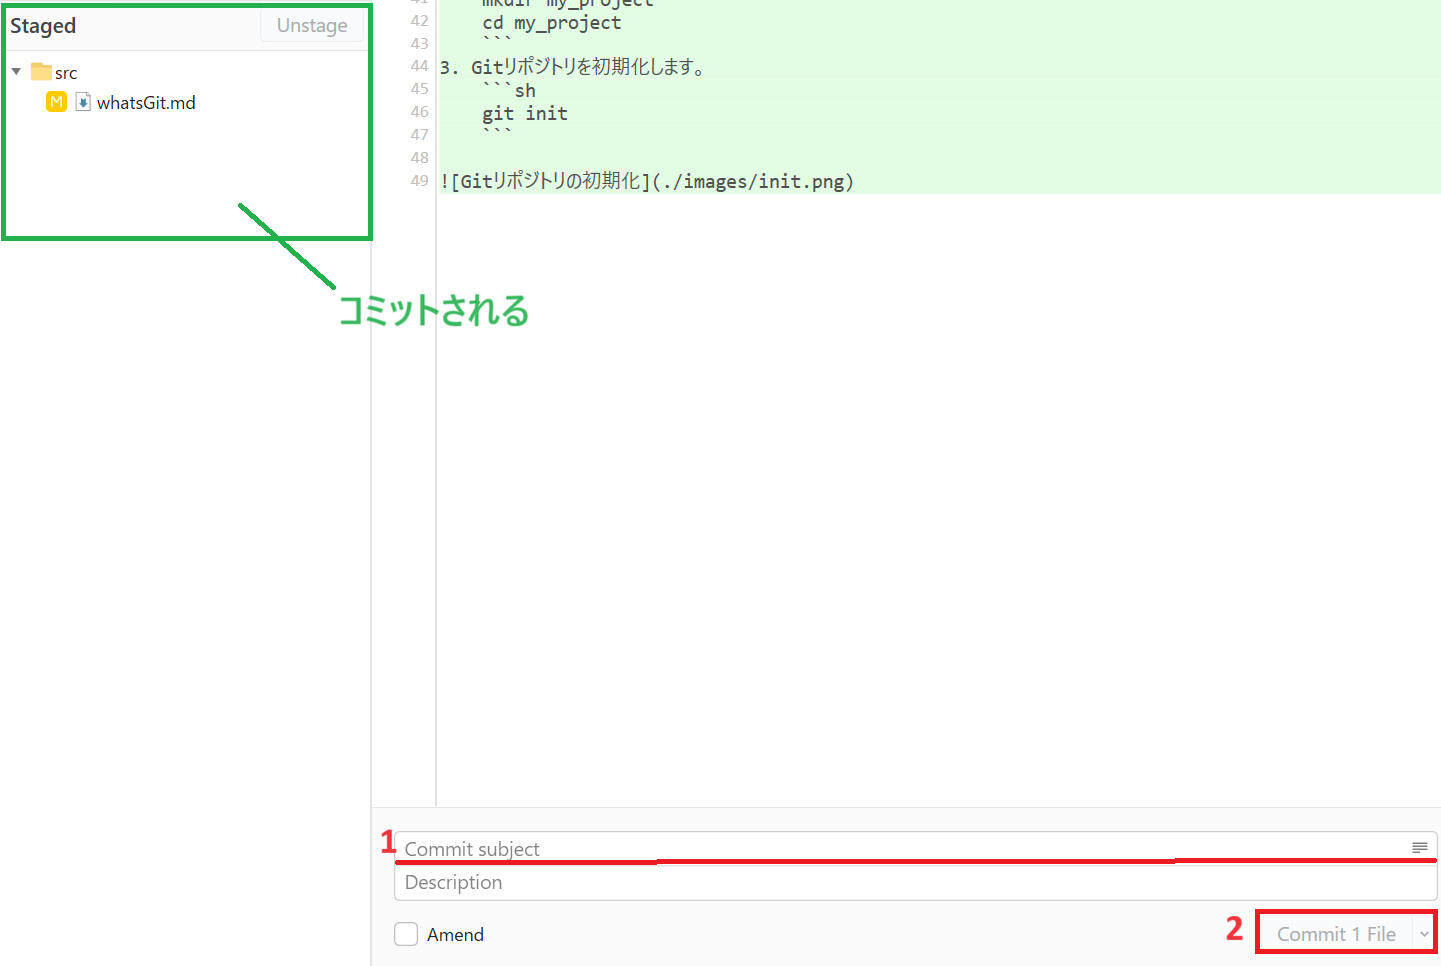 Staged
Unstage
src
M whatsGit.md
コミットされる
41 mkdir my_project
42 cd my_project
43 ```
44 3. Gitリポジトリを初期化します。
45 ```sh
46 git init
47 ```
48
49 ![Gitリポジトリの初期化](./images/init.png)
1 Commit subject
Description
Amend
2 Commit 1 File